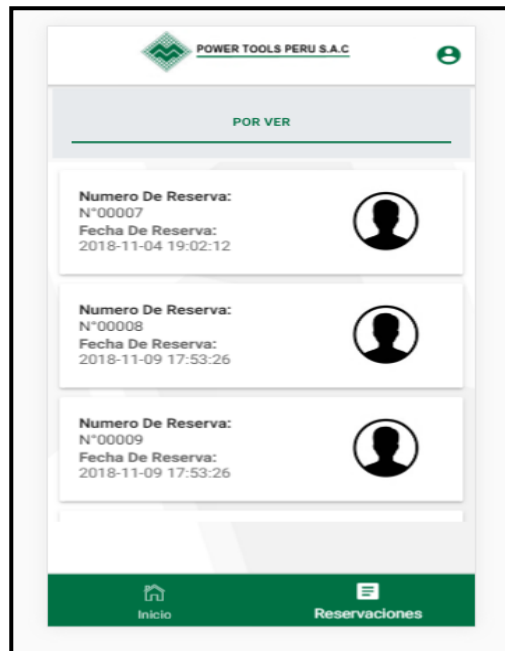 POWER TOOLS PERU S.A.C
POR VER
Numero De Reserva:
N°00007
Fecha De Reserva:
2018-11-04 19:02:12
Numero De Reserva:
N°00008
Fecha De Reserva:
2018-11-09 17:53:26
Numero De Reserva:
N°00009
Fecha De Reserva:
2018-11-09 17:53:26
Inicio
Reservaciones